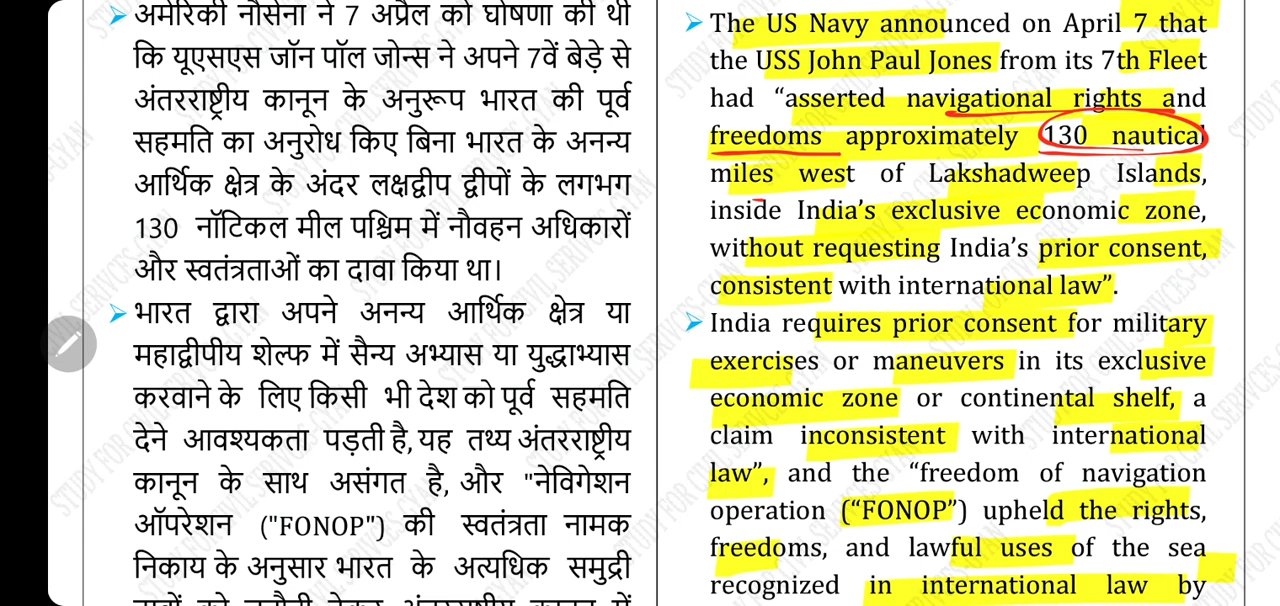 अमेरिकी नौसेना ने 7 अप्रैल को घोषणा की थी
कि यूएसएस जॉन पॉल जोन्स ने अपने 7वें बेड़े से
अंतरराष्ट्रीय कानून के अनुरूप भारत की पूर्व
सहमति का अनुरोध किए बिना भारत के अनन्य
आर्थिक क्षेत्र के अंदर लक्षद्वीप द्वीपों के लगभग
130 नॉटिकल मील पश्चिम में नौवहन अधिकारों
और स्वतंत्रताओं का दावा किया था।
भारत द्वारा अपने अनन्य आर्थिक क्षेत्र या
महाद्वीपीय शेल्फ में सैन्य अभ्यास या युद्धाभ्यास
करवाने के लिए किसी भी देश को पूर्व सहमति
देने आवश्यकता पड़ती है, यह तथ्य अंतरराष्ट्रीय
कानून के साथ असंगत है, और "नेविगेशन
ऑपरेशन ("FONOP") की स्वतंत्रता नामक
निकाय के अनुसार भारत के अत्यधिक समुद्री
The US Navy announced on April 7 that
the USS John Paul Jones from its 7th Fleet
had “asserted navigational rights and
freedoms approximately 130 nautical
miles west of Lakshadweep Islands,
inside India’s exclusive economic zone,
without requesting India’s prior consent,
consistent with international law”.
India requires prior consent for military
exercises or maneuvers in its exclusive
economic zone or continental shelf, a
claim inconsistent with international
law”, and the “freedom of navigation
operation (“FONOP”) upheld the rights,
freedoms, and lawful uses of the sea
recognized in international law by